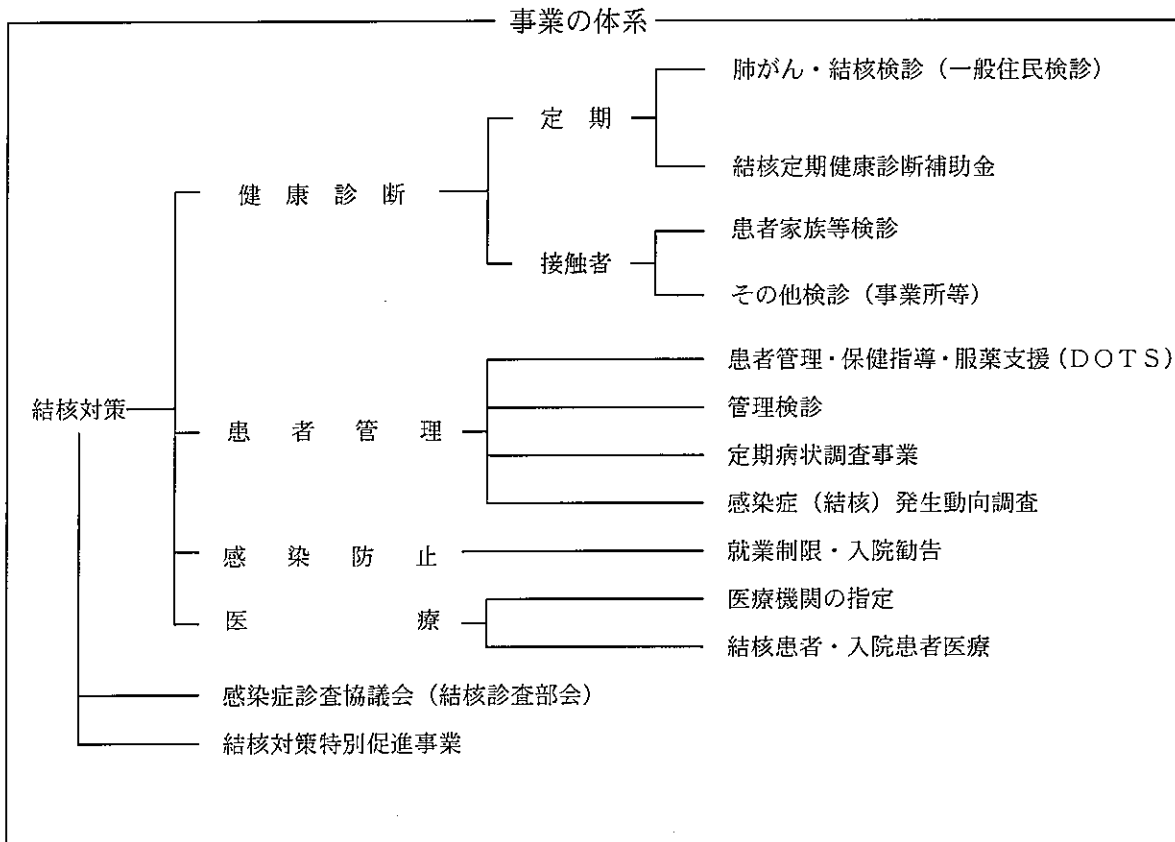 事業の体系
肺がん・結核検診（一般住民検診）
定期
結核定期健康診断補助金
健康診断
患者家族等検診
接触者
その他検診（事業所等）
患者管理・保健指導・服薬支援（ＤＯＴＳ）
結核対策
管理検診
患者管理
定期病状調査事業
感染症（結核）発生動向調査
感染防止
就業制限・入院勧告
医療機関の指定
医療
結核患者・入院患者医療
感染症診査協議会（結核診査部会）
結核対策特別促進事業